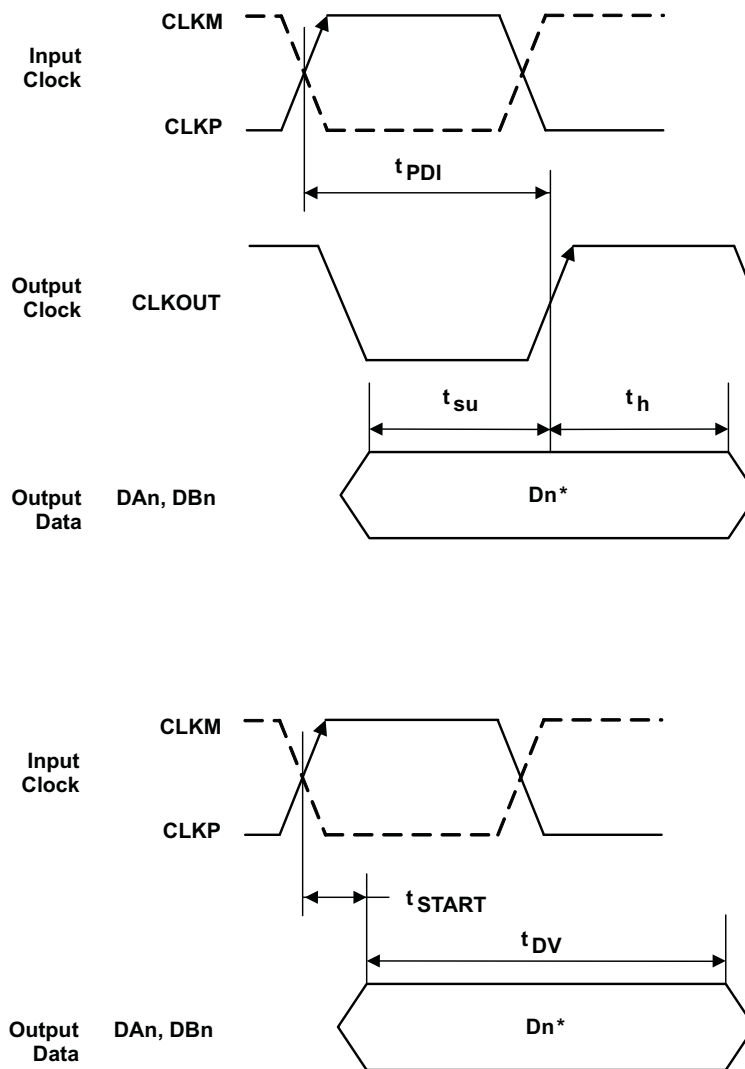 CLKM
Input
Clock
CLKP
tPDI
Output
Clock
CLKOUT
tsu
th
Output
Data
DAn, DBn
Dn*
CLKM
Input
Clock
CLKP
tSTART
tDV
Output
Data
DAn, DBn
Dn*